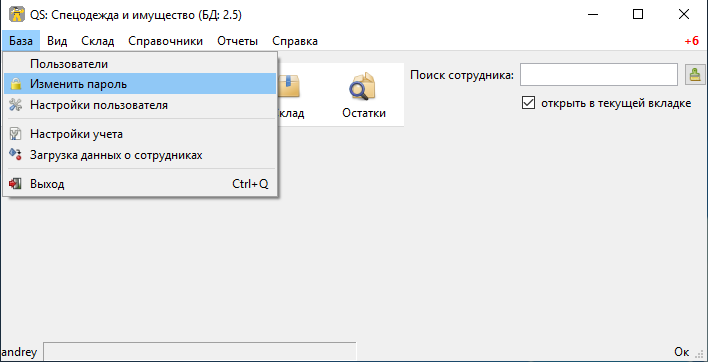 QS: Спецодежда и имущество (БД: 2.5)
База Вид Склад Справочники Отчеты Справка +6
Пользователи
Изменить пароль
Настройки пользователя
Настройки учета
Загрузка данных о сотрудниках
Выход Ctrl+Q
клад Остатки
Поиск сотрудника:
открыть в текущей вкладке
andrey Ок